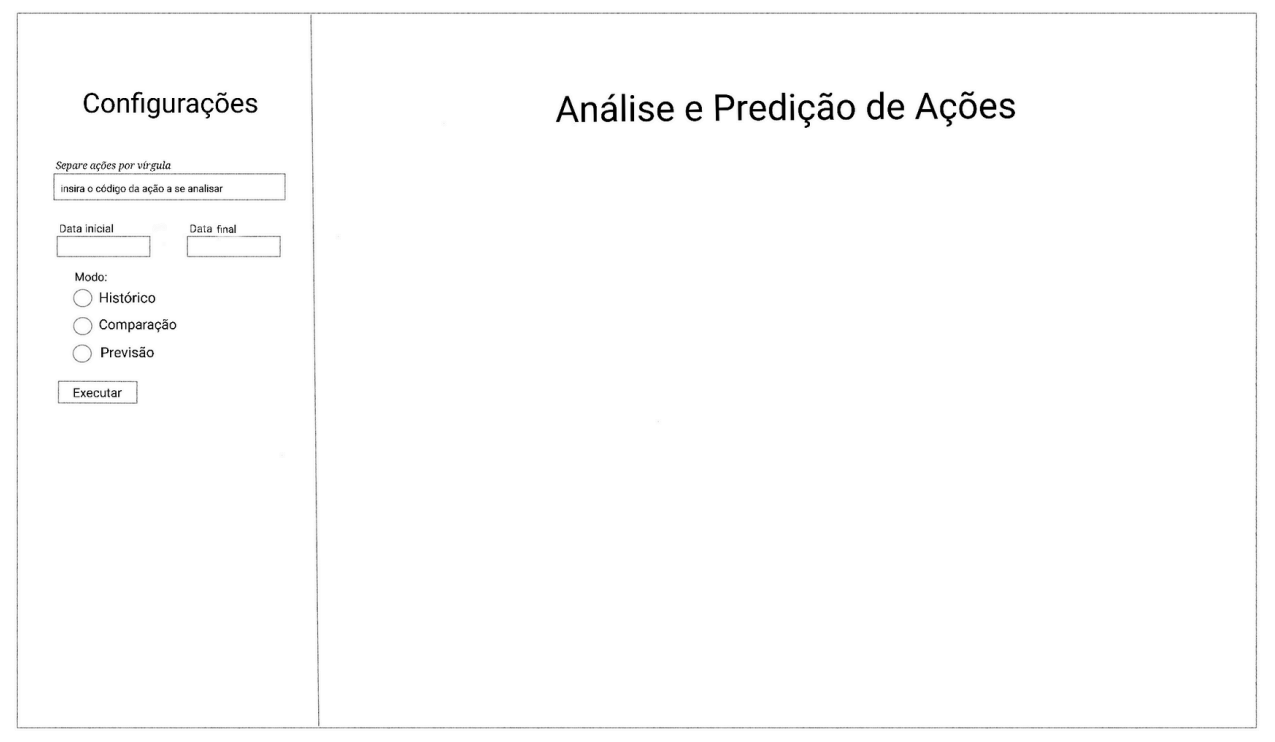 Configurações
Separe ações por vírgula
insira o código da ação a se analisar
Data inicial
Data final
Modo:
Histórico
Comparação
Previsão
Executar
Análise e Predição de Ações